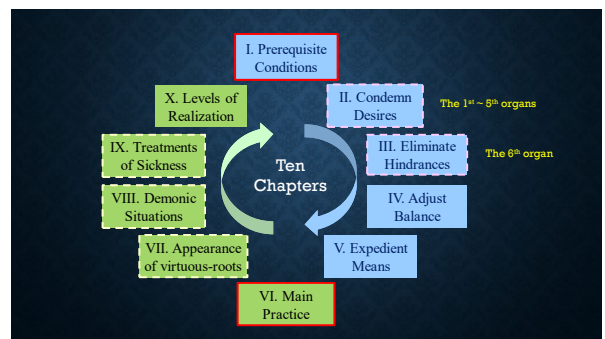 I. Prerequisite
Conditions
II. Condemn
Desires
The 1st ~ 5th organs
III. Eliminate
Hindrances
The 6th organ
IV. Adjust
Balance
V. Expedient
Means
VI. Main
Practice
VII. Appearance
of virtuous-roots
VIII. Demonic
Situations
IX. Treatments
of Sickness
X. Levels of
Realization
Ten
Chapters